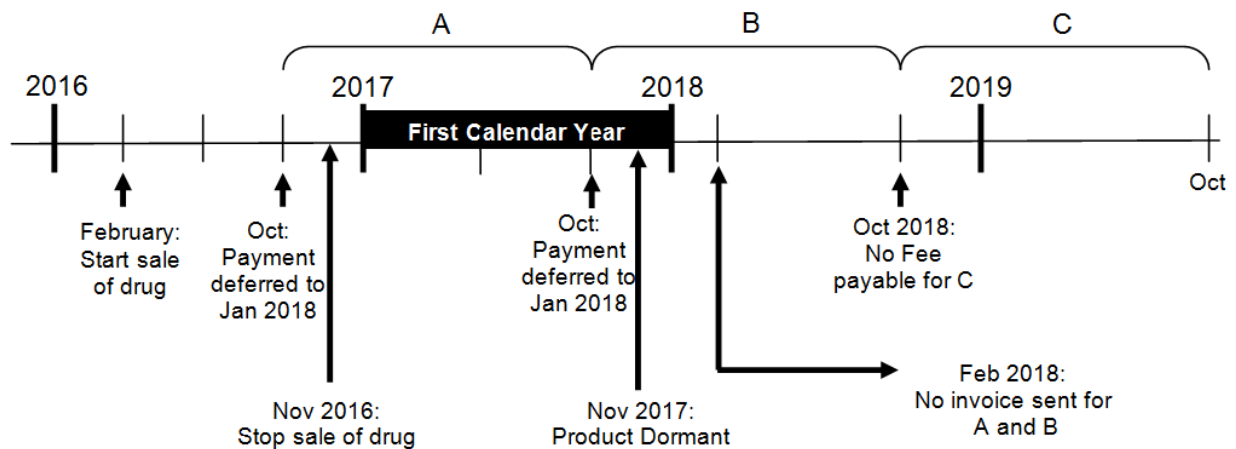 A
B
C
2016
2017
2018
2019
First Calendar Year
Oct
February:
Start sale
of drug
Oct:
Payment
deferred to
Jan 2018
Oct:
Payment
deferred to
Jan 2018
Oct 2018:
No Fee
payable for C
Nov 2016:
Stop sale of drug
Nov 2017:
Product Dormant
Feb 2018:
No invoice sent for
A and B